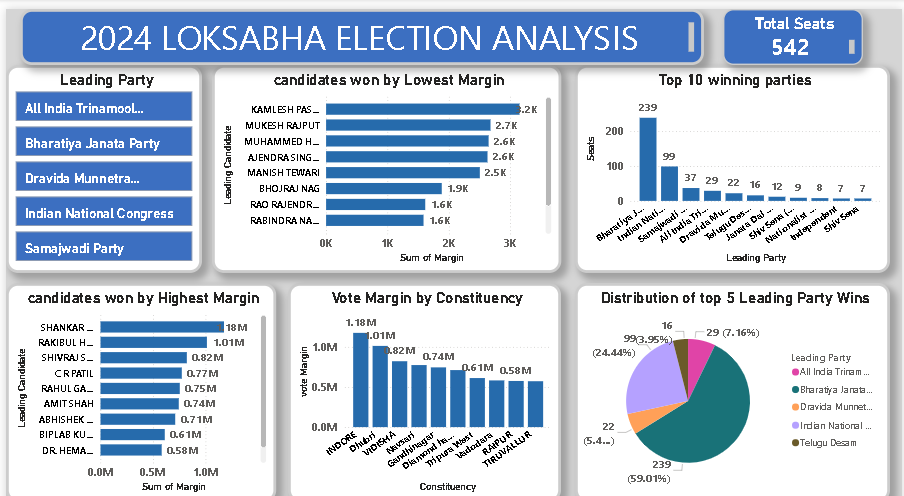 2024 LOKSABHA ELECTION ANALYSIS
Total Seats
542
Leading Party
All India Trinamool...
Bharatiya Janata Party
Dravida Munnetra...
Indian National Congress
Samajwadi Party
candidates won by Lowest Margin
Leading Candidate
KAMLESH PAS... 3.2K
MUKESH RAJPUT 2.7K
MUHAMMED H... 2.6K
AJENDRA SING... 2.6K
MANISH TEWARI 2.5K
BHOJRAJ NAG 1.9K
RAO RAJENDR... 1.6K
RABINDRA NA... 1.6K
0K 1K 2K 3K
Sum of Margin
Top 10 winning parties
Seats
200
100
0
239 99 37 29 22 16 12 9 8 7 7
Bharatiya J... Indian Nati... Samajwadi ... All India Tri... Dravida Mu... Telugu Des... Janata Dal ... Shiv Sena (... Nationalist ... Independent Shiv Sena
Leading Party
candidates won by Highest Margin
Leading Candidate
SHANKAR ... 18M
RAKIBUL H... 1.01M
SHIVRAJ S... 0.82M
C R PATIL 0.77M
RAHUL GA... 0.75M
AMIT SHAH 0.74M
ABHISHEK ... 0.71M
BIPLAB KU... 0.61M
DR. HEMA... 0.58M
0.0M 0.5M 1.0M
Sum of Margin
Vote Margin by Constituency
vote Margin
1.0M
0.5M
0.0M
1.18M 1.01M 0.82M 0.74M 0.61M 0.58M
INDORE Dhubri VIDISHA Navsari Gandhinagar Diamond ha... Tripura West Vadodara RAIPUR TIRUVALLUR
Constituency
Distribution of top 5 Leading Party Wins
16
(3.95%)
29 (7.16%)
99
(24.44%)
22
(5.4...)
239
(59.01%)
Leading Party
All India Trinam...
Bharatiya Janata...
Dravida Munnet...
Indian National ...
Telugu Desam